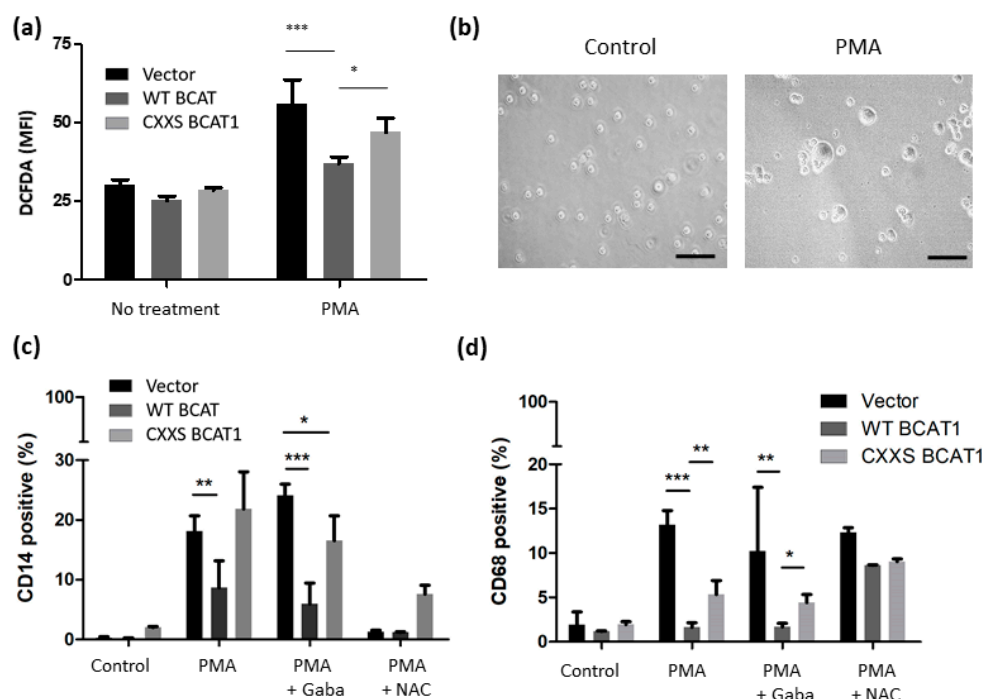 (a)
***
*
75
50
25
0
DCFDA (MFI)
Vector
WT BCAT
CXXS BCAT1
No treatment
PMA
(b)
Control
PMA
(c)
Vector
WT BCAT
CXXS BCAT1
100
30
20
10
0
CD14 positive (%)
**
*
***
Control
PMA
PMA
+ Gaba
PMA
+ NAC
(d)
Vector
WT BCAT1
CXXS BCAT1
100
20
15
10
5
0
CD68 positive (%)
***
**
**
*
Control
PMA
PMA
+ Gaba
PMA
+ NAC